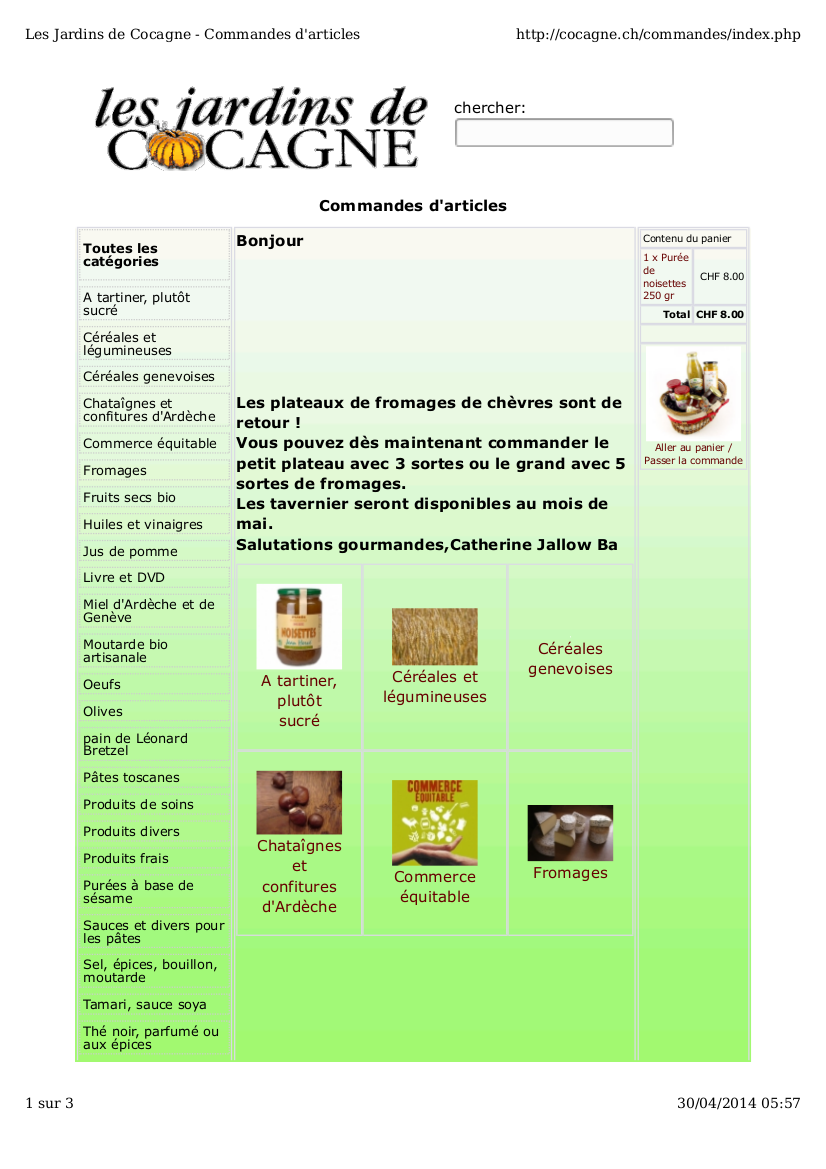 Les Jardins de Cocagne - Commandes d'articles
http://cocagne.ch/commandes/index.php
les jardins de
COCAGNE
chercher:
Commandes d'articles
Toutes les
catégories
A tartiner, plutôt
sucré
Céréales et
légumineuses
Céréales genevoises
Chataîgnes et
confitures d'Ardèche
Commerce équitable
Fromages
Fruits secs bio
Huiles et vinaigres
Jus de pomme
Livre et DVD
Miel d'Ardèche et de
Genève
Moutarde bio
artisanale
Oeufs
Olives
pain de Léonard
Bretzel
Pâtes toscanes
Produits de soins
Produits divers
Produits frais
Purées à base de
sésame
Sauces et divers pour
les pâtes
Sel, épices, bouillon,
moutarde
Tamari, sauce soya
Thé noir, parfumé ou
aux épices
Bonjour
Les plateaux de fromages de chèvres sont de
retour !
Vous pouvez dès maintenant commander le
petit plateau avec 3 sortes ou le grand avec 5
sortes de fromages.
Les tavernier seront disponibles au mois de
mai.
Salutations gourmandes,Catherine Jallow Ba
NOISETTES
A tartiner,
plutôt
sucré
Céréales et
légumineuses
Céréales
genevoises
Chataîgnes
et
confitures
d'Ardèche
COMMERCE
EQUITABLE
Commerce
équitable
Fromages
Contenu du panier
1 x Purée
de
noisettes
250 gr
CHF 8.00
Total CHF 8.00
Aller au panier /
Passer la commande
1 sur 3
30/04/2014 05:57